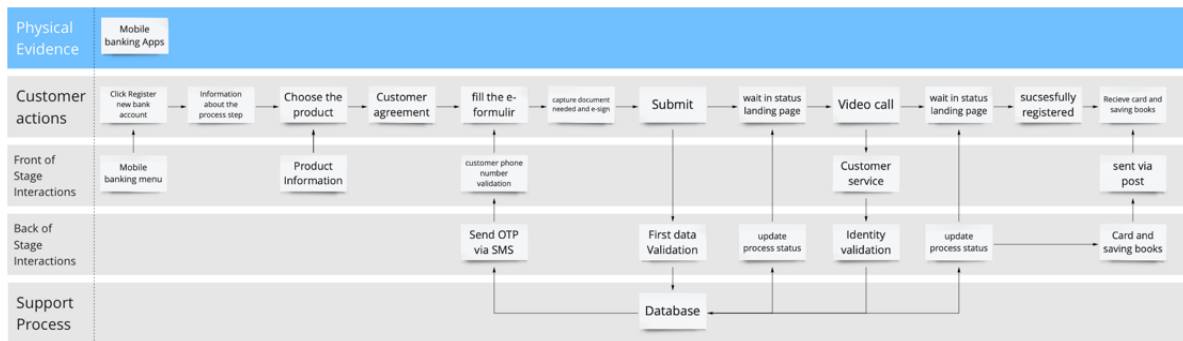 Physical
Evidence
Mobile
banking Apps
Customer
actions
Click Register
new bank
account
Information
about the
process step
Choose the
product
Customer
agreement
fill the e-
formulir
capture document
needed and e-sign
Submit
wait in status
landing page
Video call
wait in status
landing page
sucsesfully
registered
Recieve card and
saving books
Front of
Stage
Interactions
Mobile
banking menu
Product
Information
customer phone
number
validation
Customer
service
sent via
post
Back of
Stage
Interactions
Send OTP
via SMS
First data
Validation
update
process status
Identity
validation
update
process status
Card and
saving books
Support
Process
Database